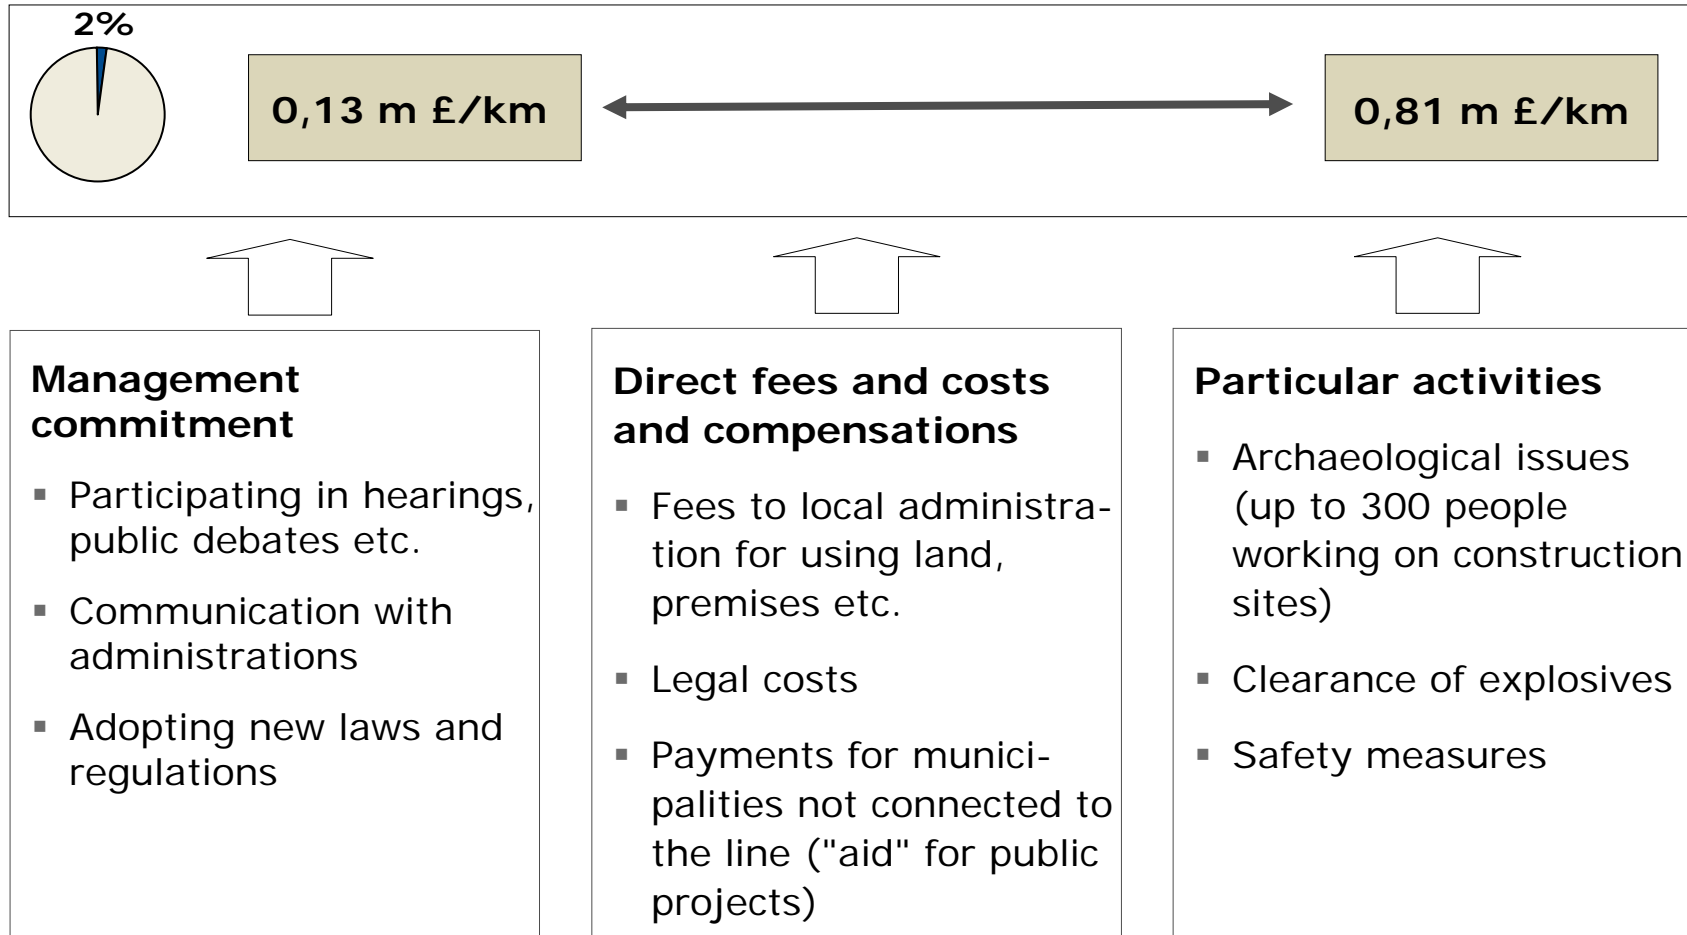 2%
0,13 m £/km
0,81 m £/km
Management
commitment
▪ Participating in hearings,
public debates etc.
▪ Communication with
administrations
▪ Adopting new laws and
regulations
Direct fees and costs
and compensations
▪ Fees to local administra-
tion for using land,
premises etc.
▪ Legal costs
▪ Payments for munici-
palities not connected to
the line ("aid" for public
projects)
Particular activities
▪ Archaeological issues
(up to 300 people
working on construction
sites)
▪ Clearance of explosives
▪ Safety measures